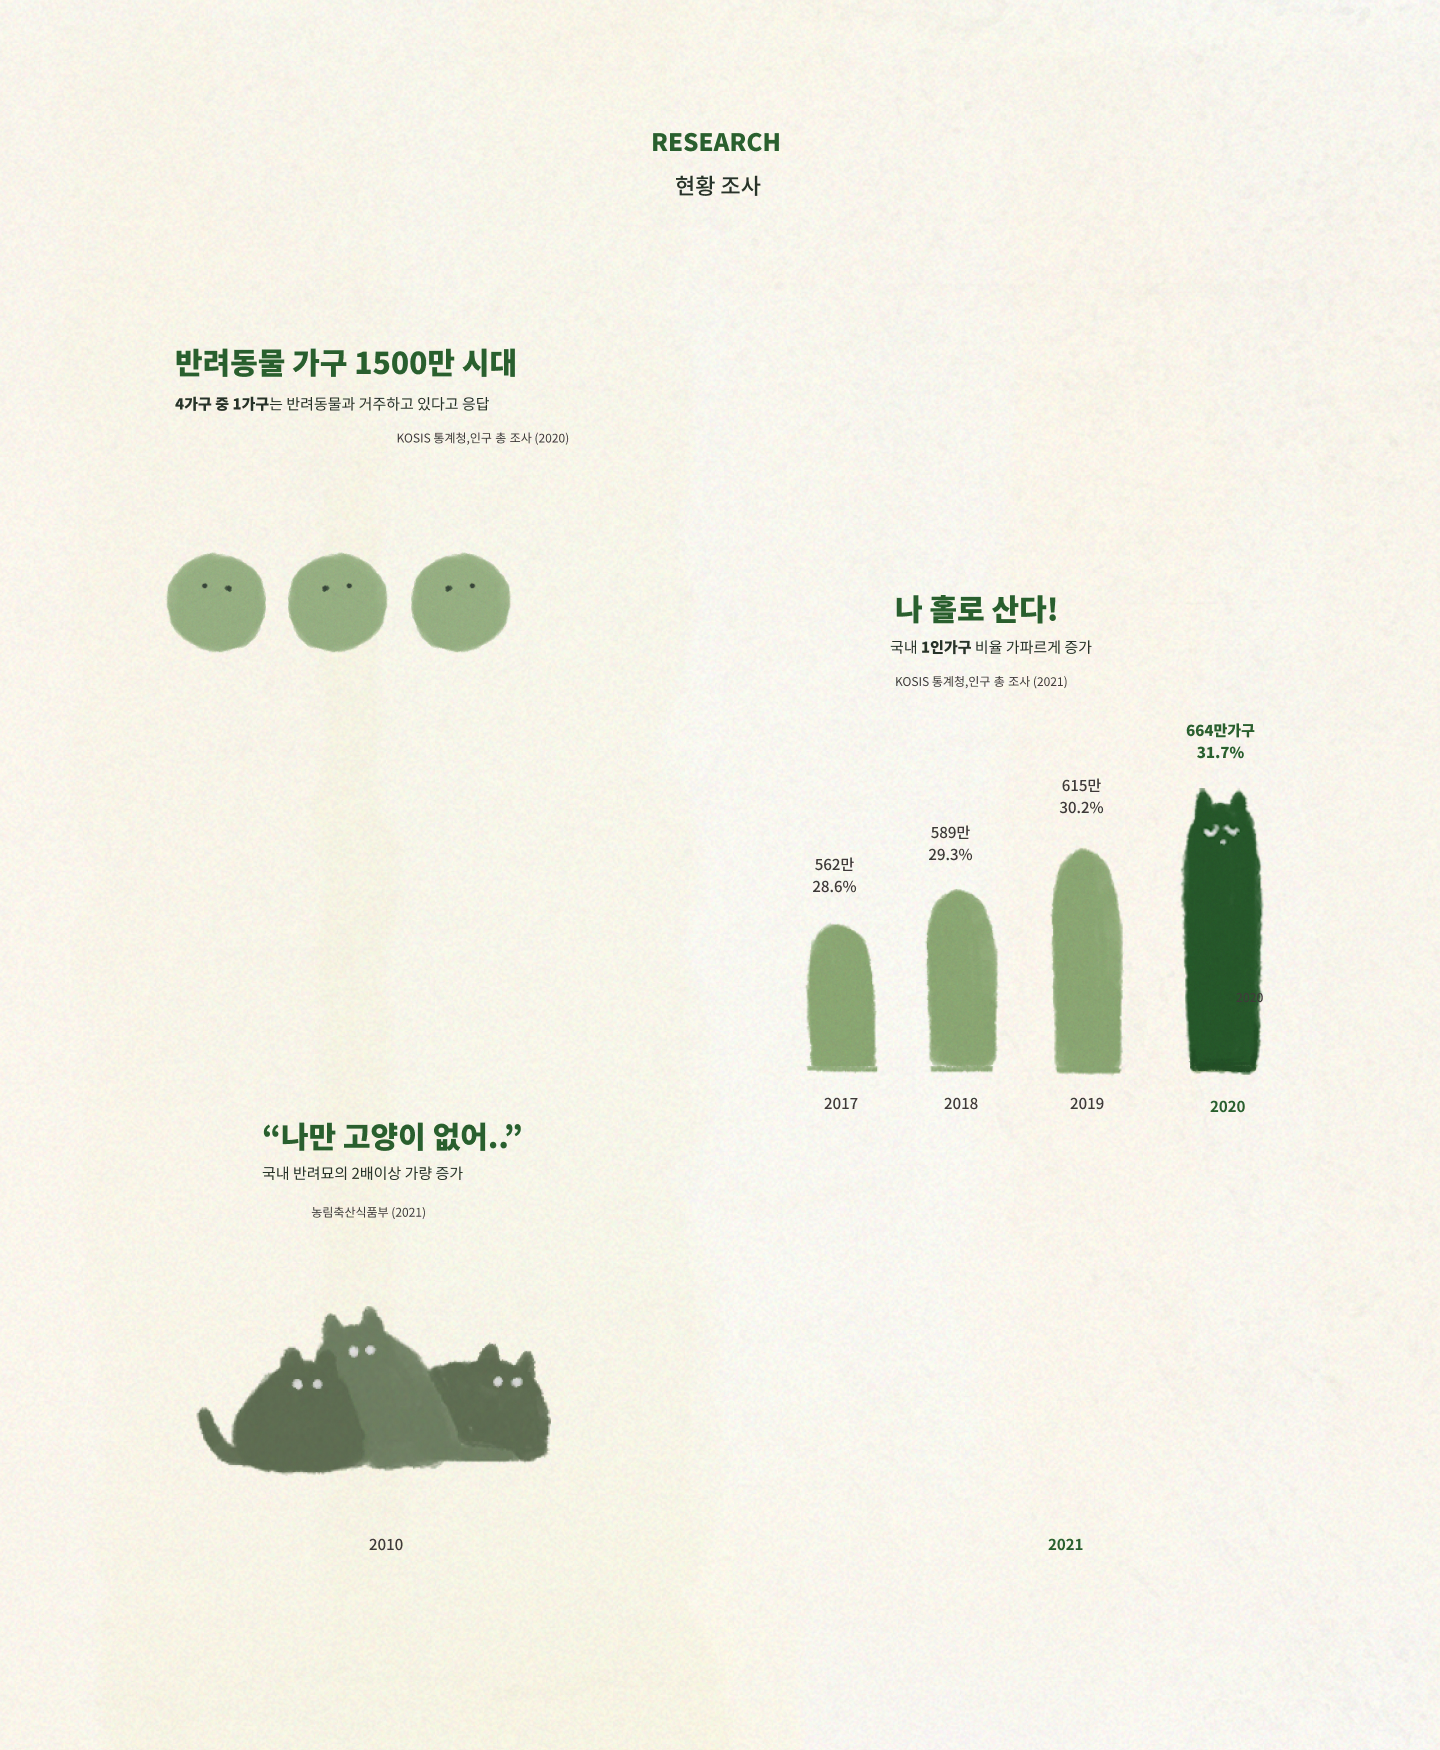 RESEARCH
현황 조사
반려동물 가구 1500만 시대
4가구 중 1가구는 반려동물과 거주하고 있다고 응답
KOSIS 통계청,인구 총 조사 (2020)
나 홀로 산다!
국내 1인가구 비율 가파르게 증가
KOSIS 통계청,인구 총 조사 (2021)
664만가구
31.7%
615만
30.2%
589만
29.3%
562만
28.6%
2020
2017
2018
2019
2020
“나만 고양이 없어..”
국내 반려묘의 2배이상 가량 증가
농림축산식품부 (2021)
2010
2021